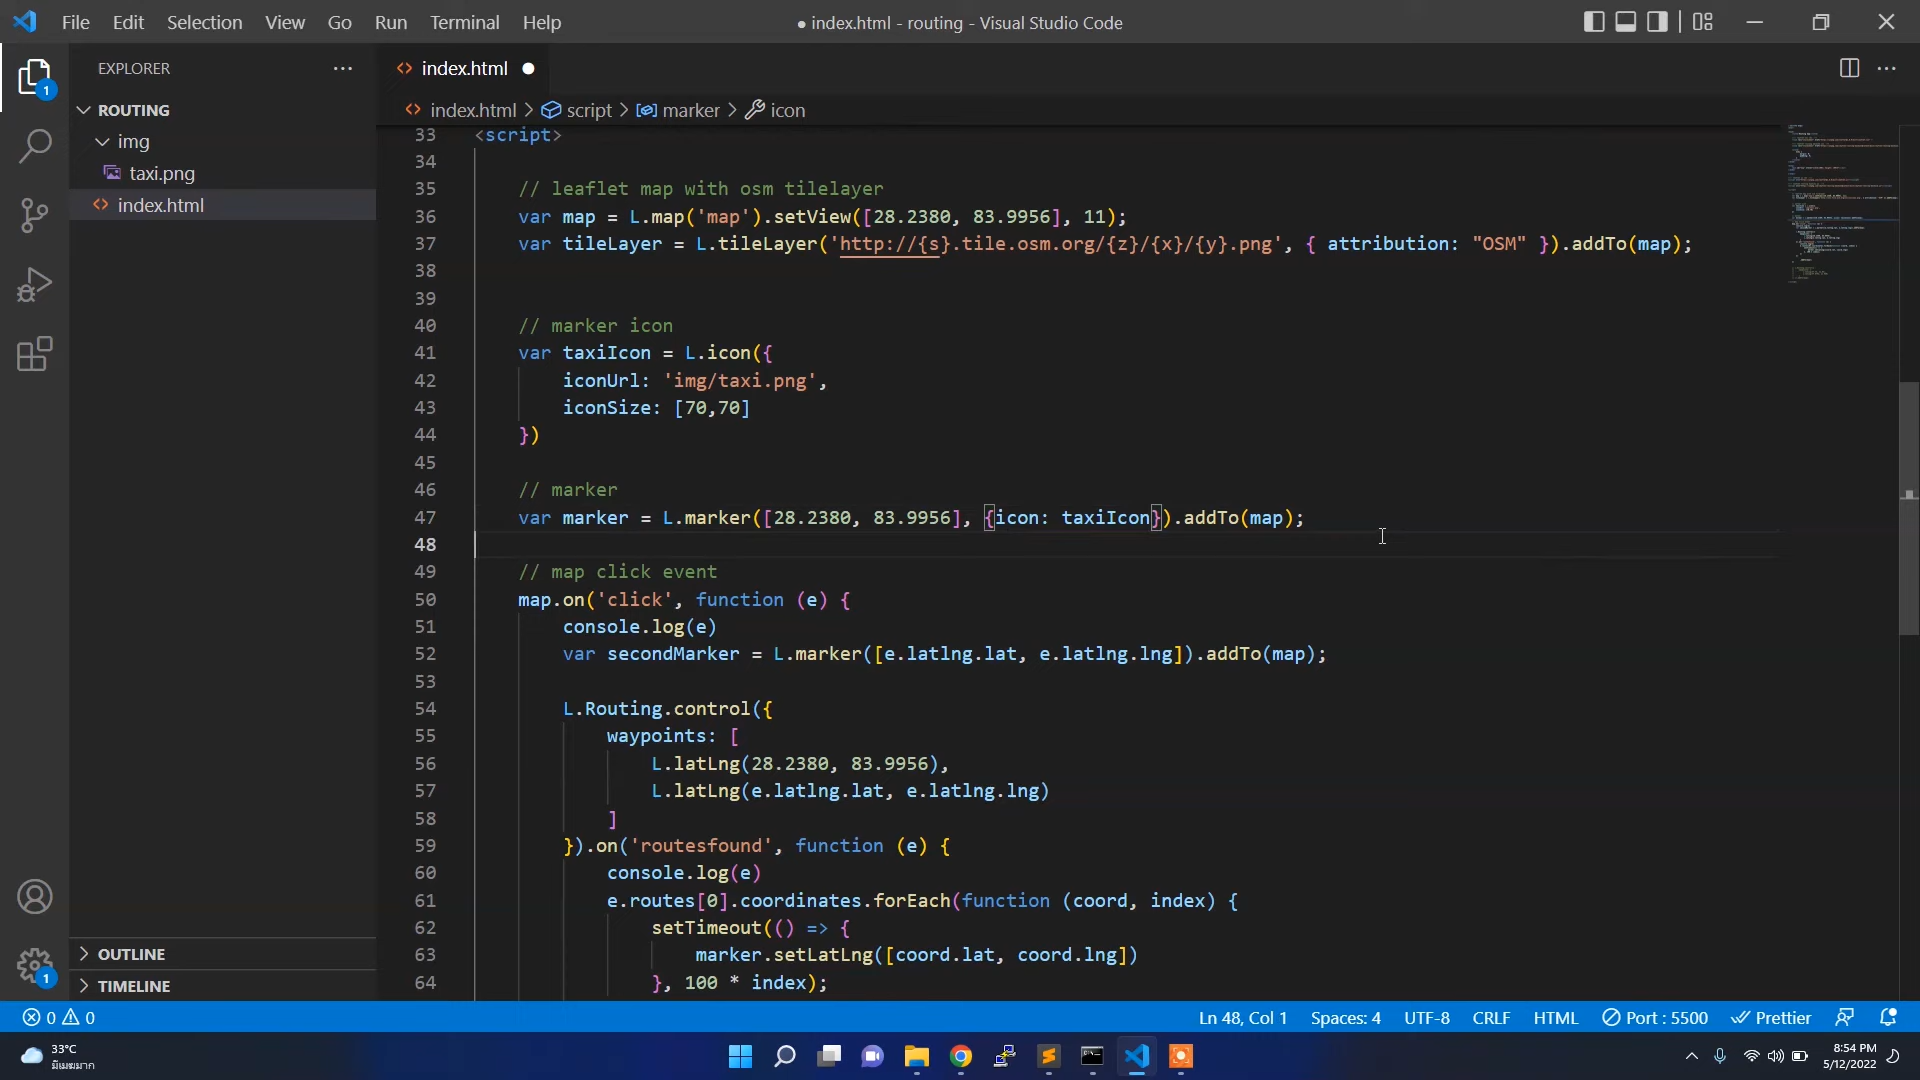 File Edit Selection View Go Run Terminal Help
● index.html - routing - Visual Studio Code
EXPLORER
1
ROUTING
img
taxi.png
index.html
OUTLINE
TIMELINE
1
index.html
index.html > script > marker > icon
33 <script>
34
35 // leaflet map with osm tilelayer
36 var map = L.map('map').setView([28.2380, 83.9956], 11);
37 var tileLayer = L.tileLayer('http://{s}.tile.osm.org/{z}/{x}/{y}.png', { attribution: "OSM" }).addTo(map);
38
39
40 // marker icon
41 var taxiIcon = L.icon({
42 iconUrl: 'img/taxi.png',
43 iconSize: [70,70]
44 })
45
46 // marker
47 var marker = L.marker([28.2380, 83.9956], {icon: taxiIcon}).addTo(map);
48
49 // map click event
50 map.on('click', function (e) {
51 console.log(e)
52 var secondMarker = L.marker([e.latlng.lat, e.latlng.lng]).addTo(map);
53
54 L.Routing.control({
55 waypoints: [
56 L.latLng(28.2380, 83.9956),
57 L.latLng(e.latlng.lat, e.latlng.lng)
58 ]
59 }).on('routesfound', function (e) {
60 console.log(e)
61 e.routes[0].coordinates.forEach(function (coord, index) {
62 setTimeout(() => {
63 marker.setLatLng([coord.lat, coord.lng])
64 }, 100 * index);
0 0
Ln 48, Col 1 Spaces: 4 UTF-8 CRLF HTML Port : 5500 Prettier
33°C
มีเมฆมาก
8:54 PM
5/12/2022